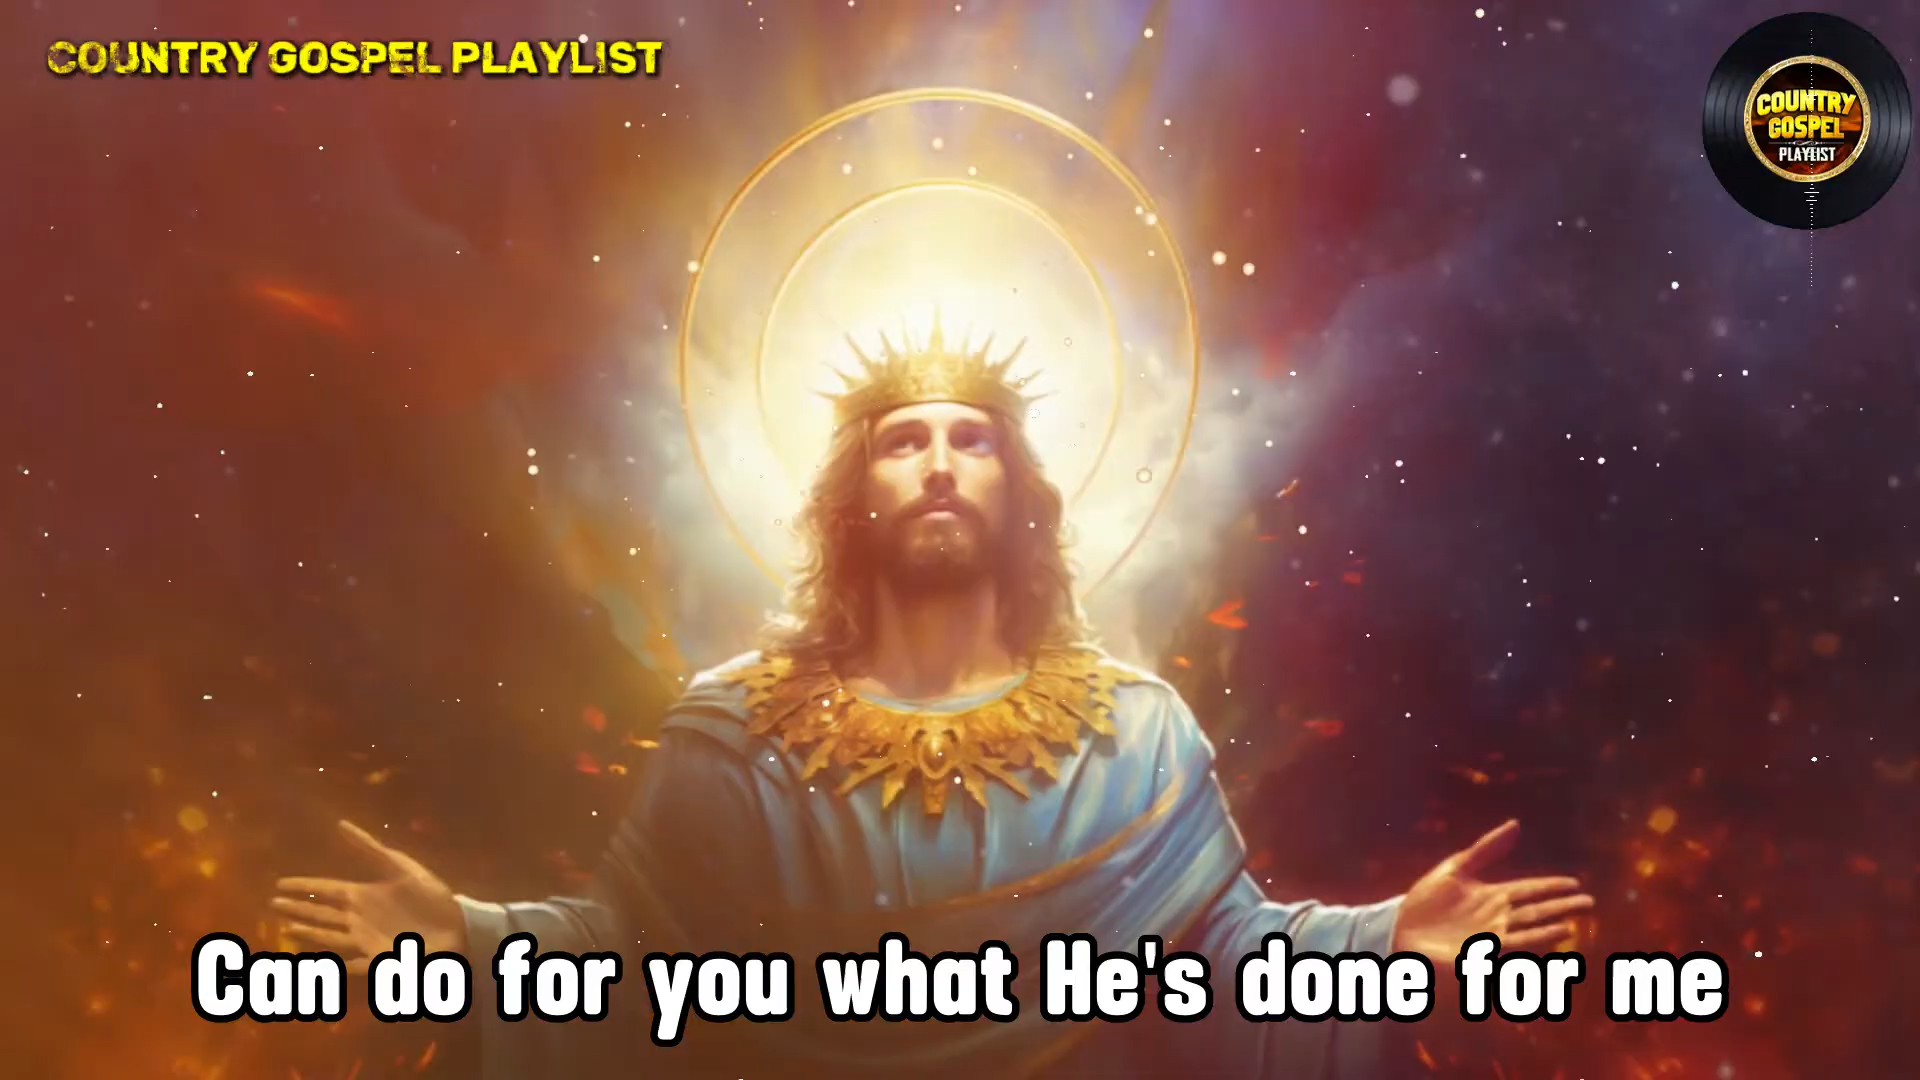 COUNTRY GOSPEL PLAYLIST
COUNTRY
GOSPEL
PLAYLIST
Can do for you what He's done for me